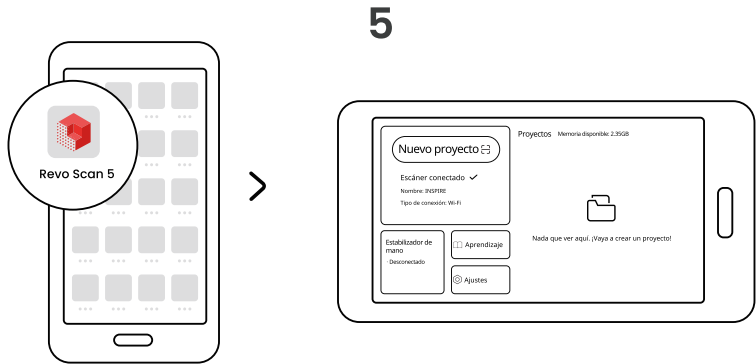 5
Revo Scan 5
Nuevo proyecto
Escáner conectado
Nombre: INSPIRE
Tipo de conexión: Wi-Fi
Estabilizador de
mano
· Desconectado
Aprendizaje
Ajustes
Proyectos Memoria disponible: 2.35GB
Nada que ver aquí. ¡Vaya a crear un proyecto!